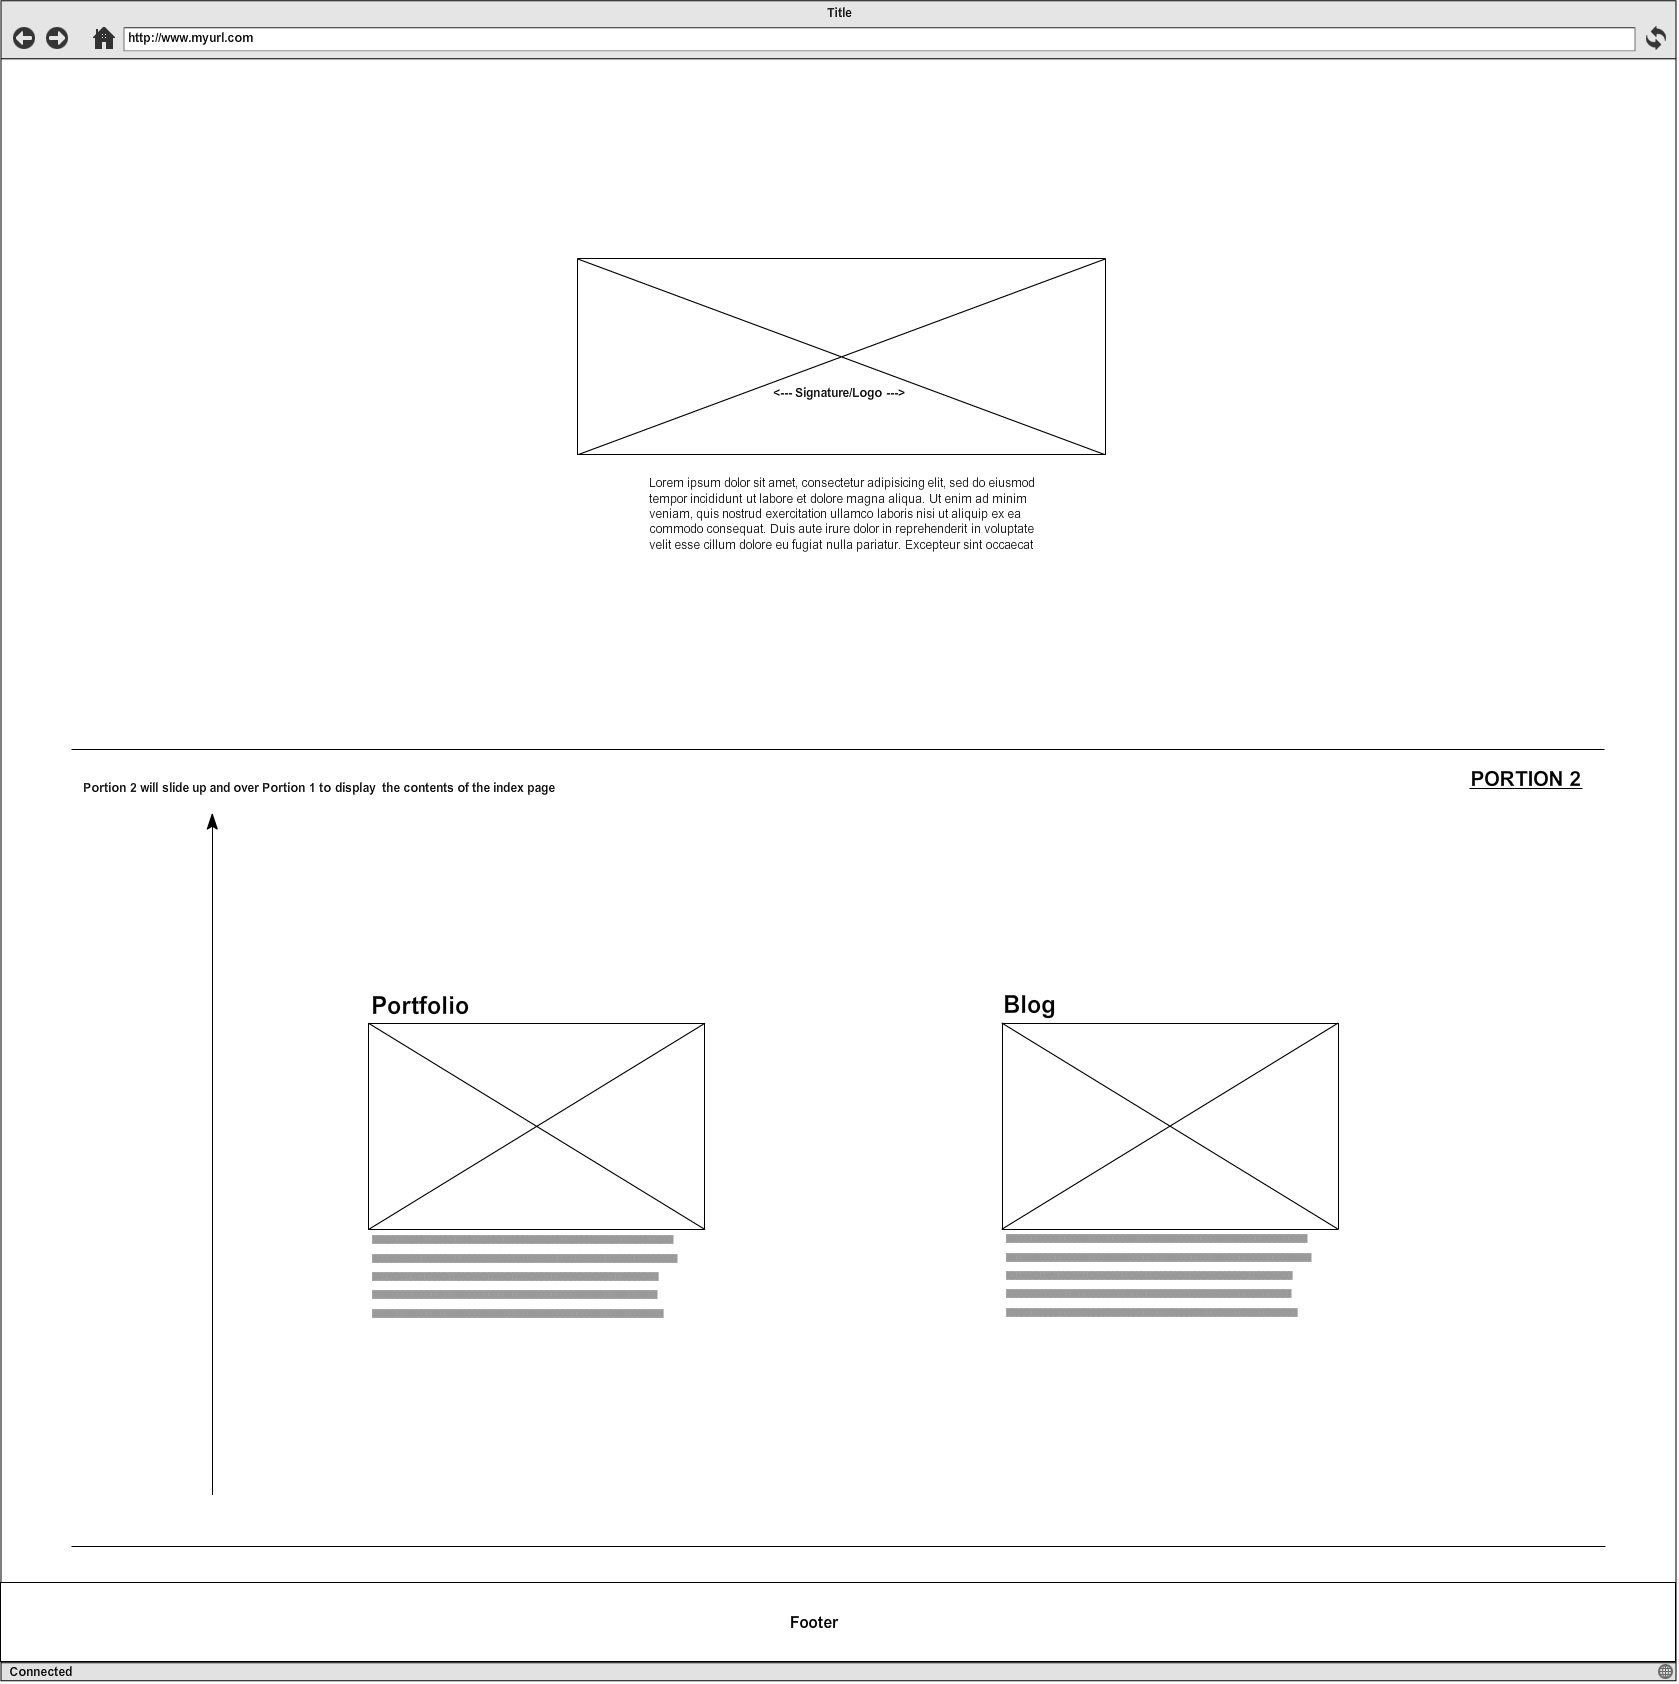 Title
http://www.myurl.com
<--- Signature/Logo --->
Lorem ipsum dolor sit amet, consectetur adipisicing elit, sed do eiusmod
tempor incididunt ut labore et dolore magna aliqua. Ut enim ad minim
veniam, quis nostrud exercitation ullamco laboris nisi ut aliquip ex ea
commodo consequat. Duis aute irure dolor in reprehenderit in voluptate
velit esse cillum dolore eu fugiat nulla pariatur. Excepteur sint occaecat
PORTION 2
Portion 2 will slide up and over Portion 1 to display  the contents of the index page
Portfolio
Blog
Footer
Connected